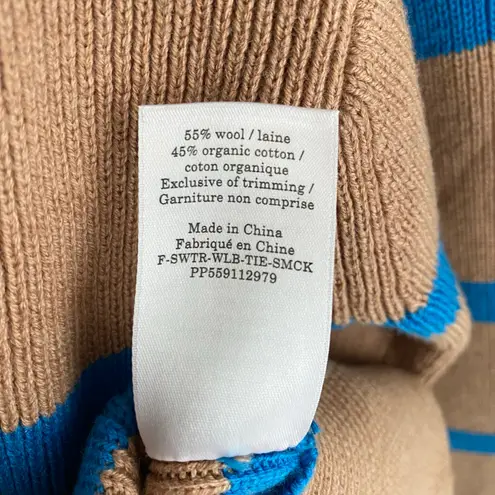 55% wool / laine
45% organic cotton /
coton organique
Exclusive of trimming /
Garniture non comprise
Made in China
Fabriqué en Chine
F-SWTR-WLB-TIE-SMCK
PP559112979